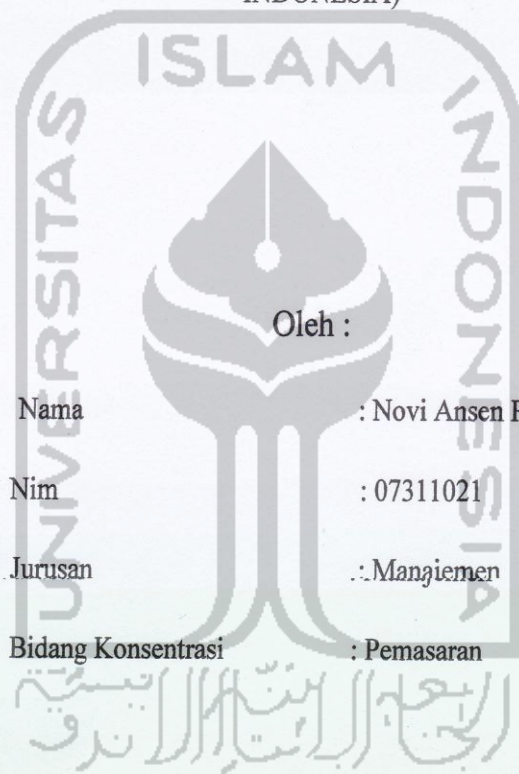 INDONESIA)
ISLAM
UNIVERSITAS
INDONESIA
Oleh :
Nama : Novi Ansen
Nim : 07311021
Jurusan : Manajemen
Bidang Konsentrasi : Pemasaran